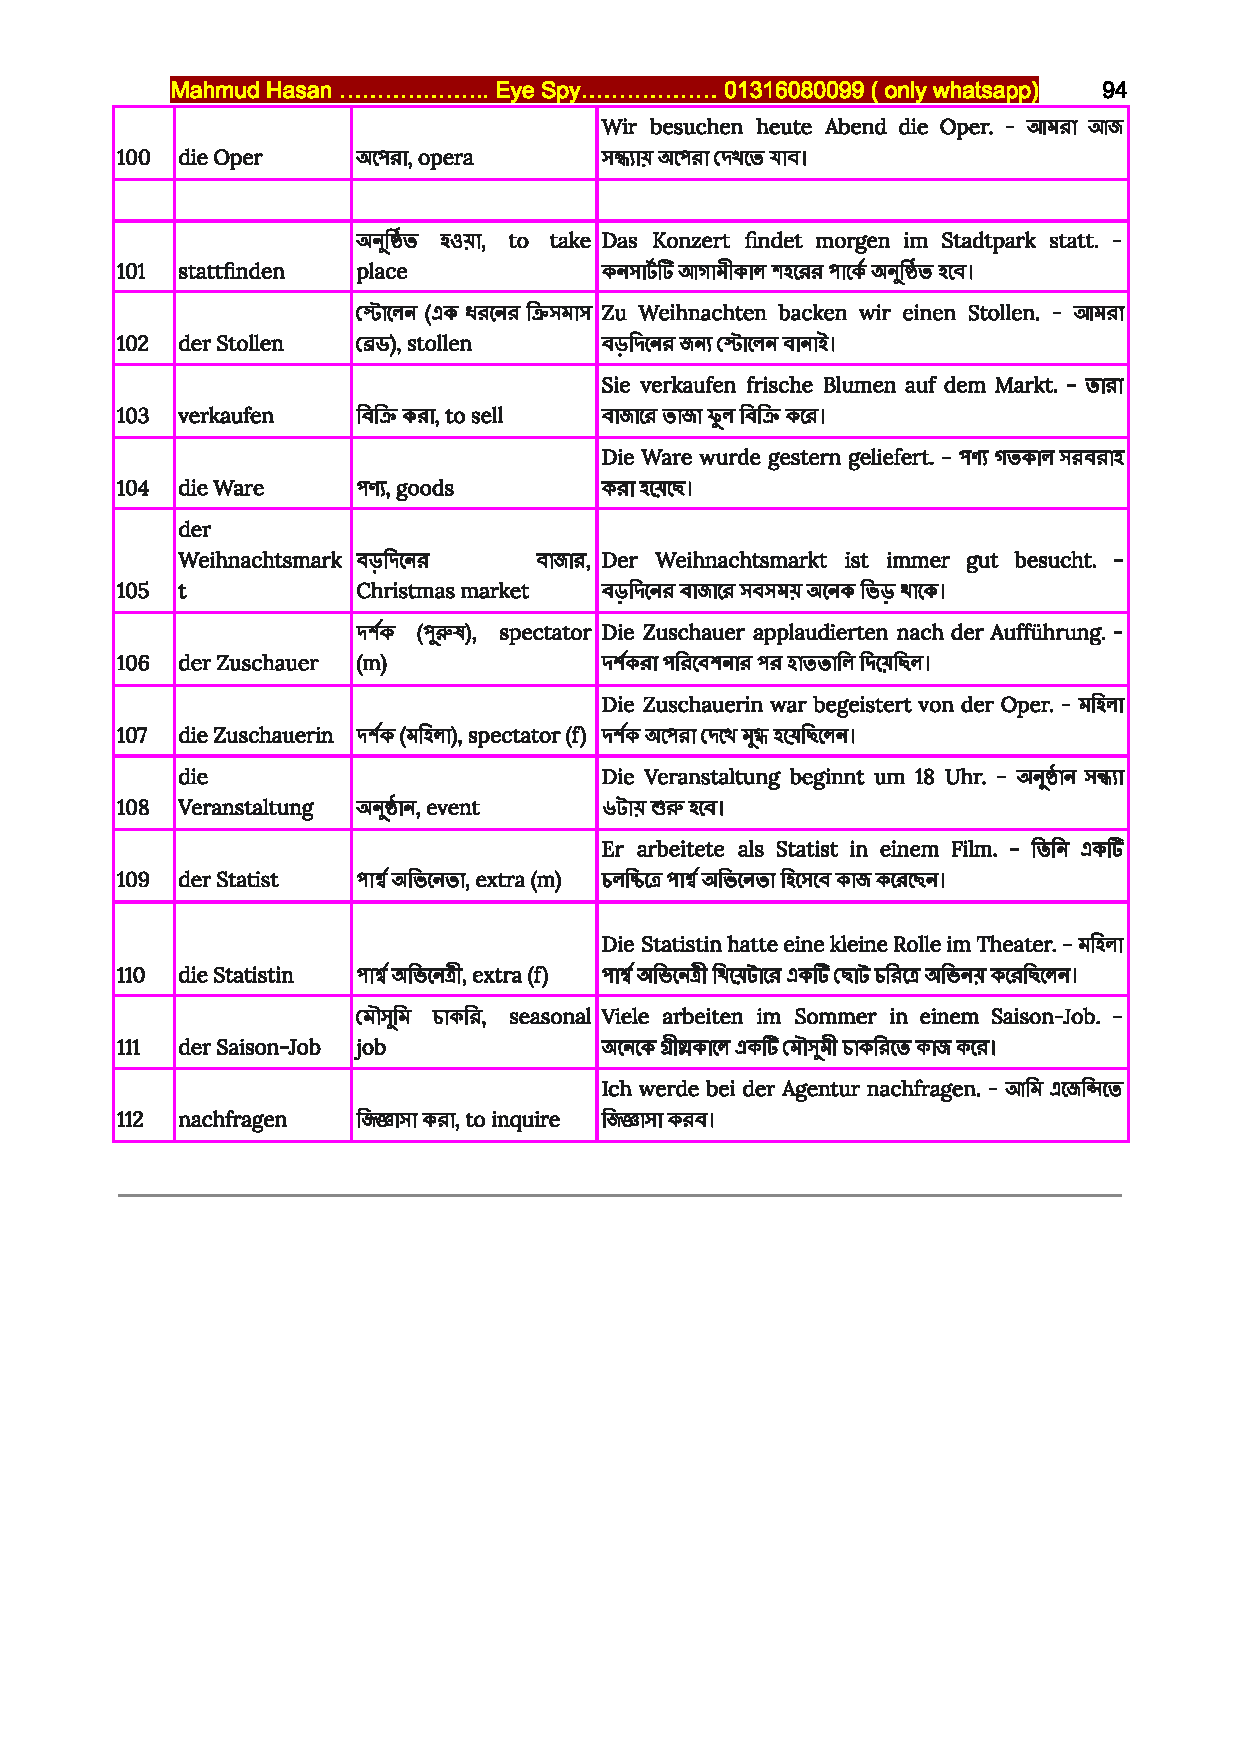 Mahmud Hasan ……………….. Eye Spy……………… 01316080099 ( only whatsapp) 94
Wir besuchen heute Abend die Oper. - আমরা আজ
100 die Oper অপেরা, opera সন্ধ্যায় অপেরা দেখতে যাব।
অনুষ্ঠিত হওয়া, to take Das Konzert findet morgen im Stadtpark statt. -
101 stattfinden place কনসার্টটি আগামীকাল শহরের পার্কে অনুষ্ঠিত হবে।
স্টোলেন (এক ধরনের ক্রিসমাস Zu Weihnachten backen wir einen Stollen. - আমরা
102 der Stollen ব্রেড), stollen বড়দিনের জন্য স্টোলেন বানাই।
Sie verkaufen frische Blumen auf dem Markt. - তারা
103 verkaufen বিক্রি করা, to sell বাজারে তাজা ফুল বিক্রি করে।
Die Ware wurde gestern geliefert. - পণ্য গতকাল সরবরাহ
104 die Ware পণ্য, goods করা হয়েছে।
der
Weihnachtsmark বড়দিনের বাজার, Der Weihnachtsmarkt ist immer gut besucht. -
105 t Christmas market বড়দিনের বাজারে সবসময় অনেক ভিড় থাকে।
দর্শক (পুরুষ), spectator Die Zuschauer applaudierten nach der Aufführung. -
106 der Zuschauer (m) দর্শকরা পরিবেশনার পর হাততালি দিয়েছিল।
Die Zuschauerin war begeistert von der Oper. - মহিলা
107 die Zuschauerin দর্শক (মহিলা), spectator (f) দর্শক অপেরা দেখে মুগ্ধ হয়েছিলেন।
die Die Veranstaltung beginnt um 18 Uhr. - অনুষ্ঠান সন্ধ্যা
108 Veranstaltung অনুষ্ঠান, event ৬টায় শুরু হবে।
Er arbeitete als Statist in einem Film. - তিনি একটি
109 der Statist পার্শ্ব অভিনেতা, extra (m) চলচ্চিত্রে পার্শ্ব অভিনেতা হিসেবে কাজ করেছেন।
Die Statistin hatte eine kleine Rolle im Theater. - মহিলা
110 die Statistin পার্শ্ব অভিনেত্রী, extra (f) পার্শ্ব অভিনেত্রী থিয়েটারে একটি ছোট চরিত্রে অভিনয় করেছিলেন।
মৌসুমি চাকরি, seasonal Viele arbeiten im Sommer in einem Saison-Job. -
111 der Saison-Job job অনেকে গ্রীষ্মকালে একটি মৌসুমী চাকরিতে কাজ করে।
Ich werde bei der Agentur nachfragen. - আমি এজেন্সিতে
112 nachfragen জিজ্ঞাসা করা, to inquire জিজ্ঞাসা করব।